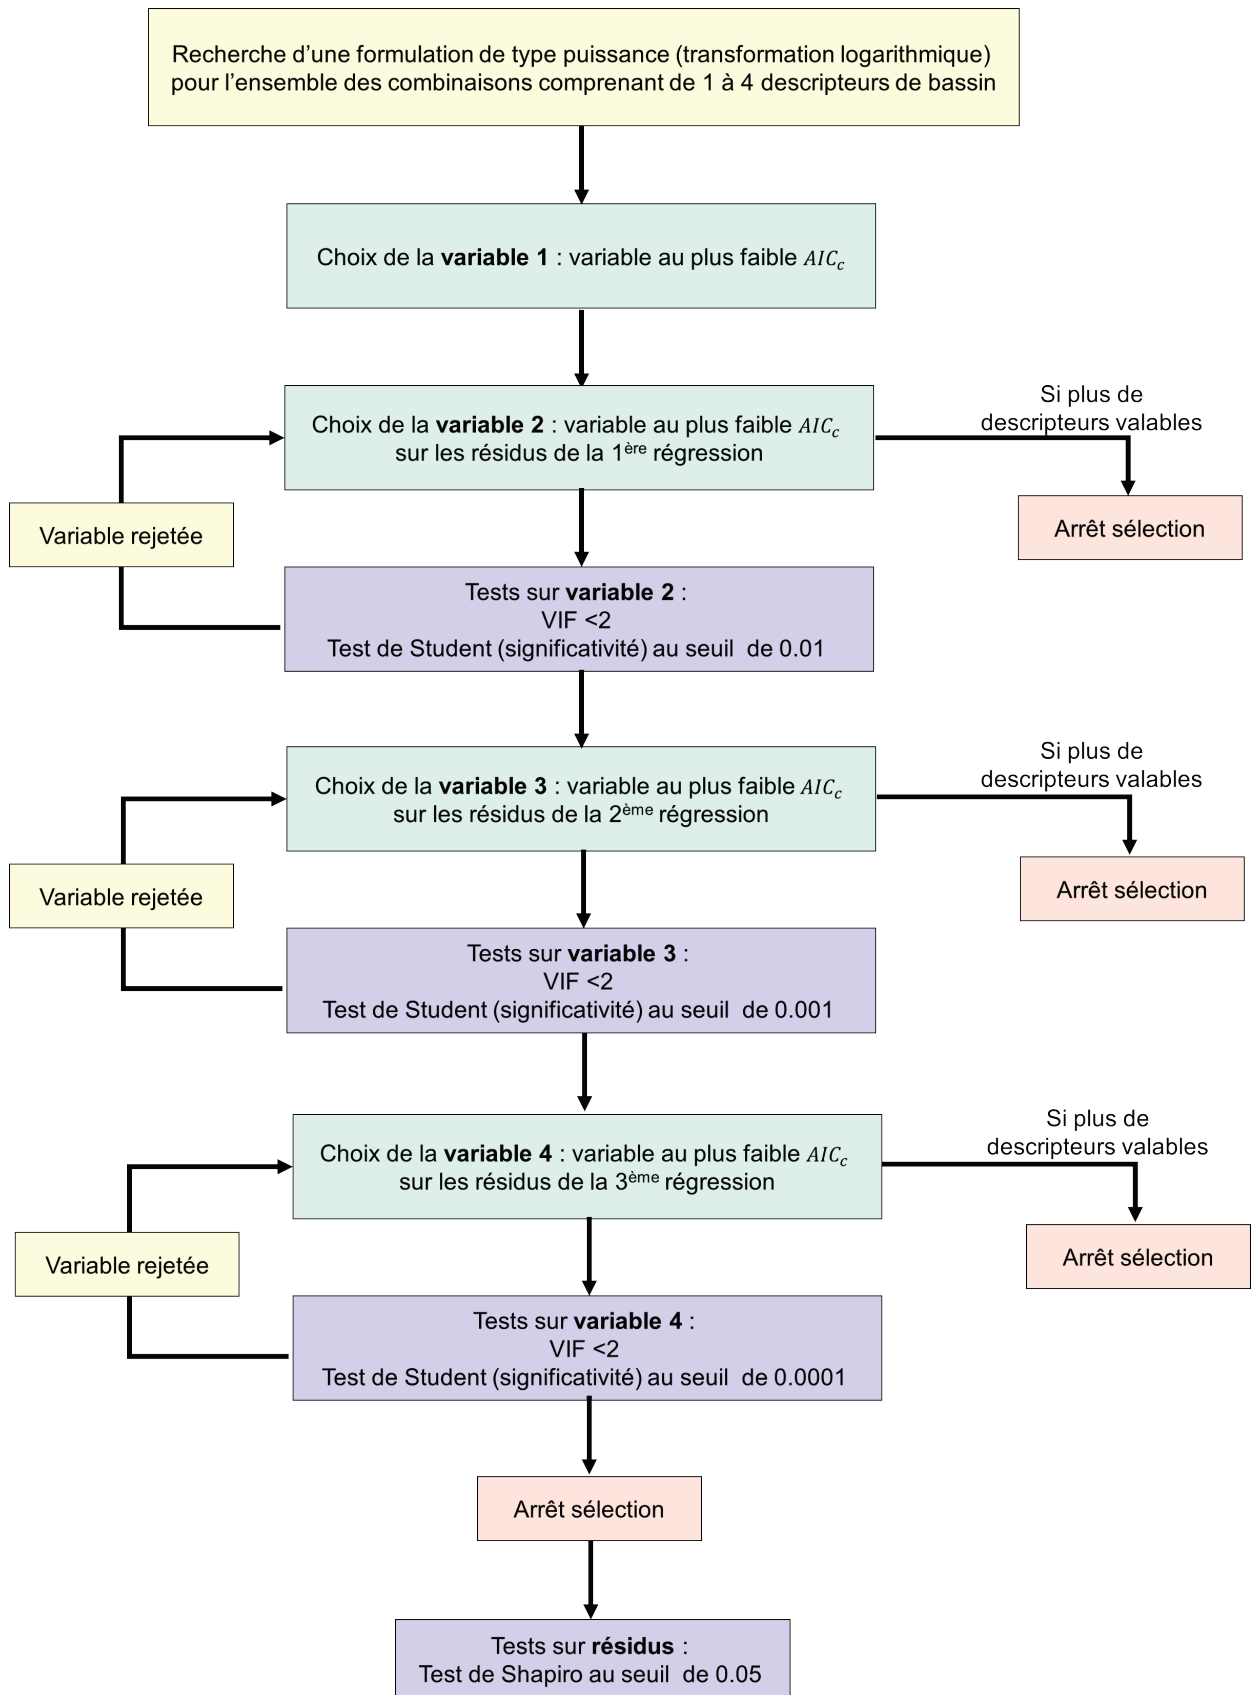 Recherche d’une formulation de type puissance (transformation logarithmique)
pour l’ensemble des combinaisons comprenant de 1 à 4 descripteurs de bassin
Choix de la variable 1 : variable au plus faible AICc
Choix de la variable 2 : variable au plus faible AICc
sur les résidus de la 1ère régression
Si plus de
descripteurs valables
Arrêt sélection
Variable rejetée
Tests sur variable 2 :
VIF <2
Test de Student (significativité) au seuil de 0.01
Choix de la variable 3 : variable au plus faible AICc
sur les résidus de la 2ème régression
Si plus de
descripteurs valables
Arrêt sélection
Variable rejetée
Tests sur variable 3 :
VIF <2
Test de Student (significativité) au seuil de 0.001
Choix de la variable 4 : variable au plus faible AICc
sur les résidus de la 3ème régression
Si plus de
descripteurs valables
Arrêt sélection
Variable rejetée
Tests sur variable 4 :
VIF <2
Test de Student (significativité) au seuil de 0.0001
Arrêt sélection
Tests sur résidus :
Test de Shapiro au seuil de 0.05